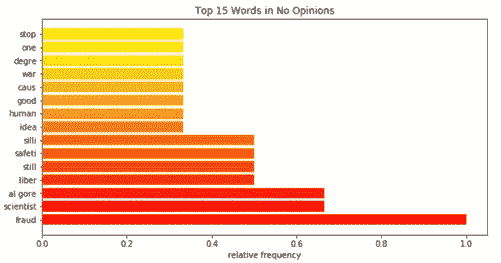 Top 15 Words in No Opinions
stop
one
degre
war
caus
good
human
idea
silli
safeti
still
liber
al gore
scientist
fraud
0.0 0.2 0.4 0.6 0.8 1.0
relative frequency